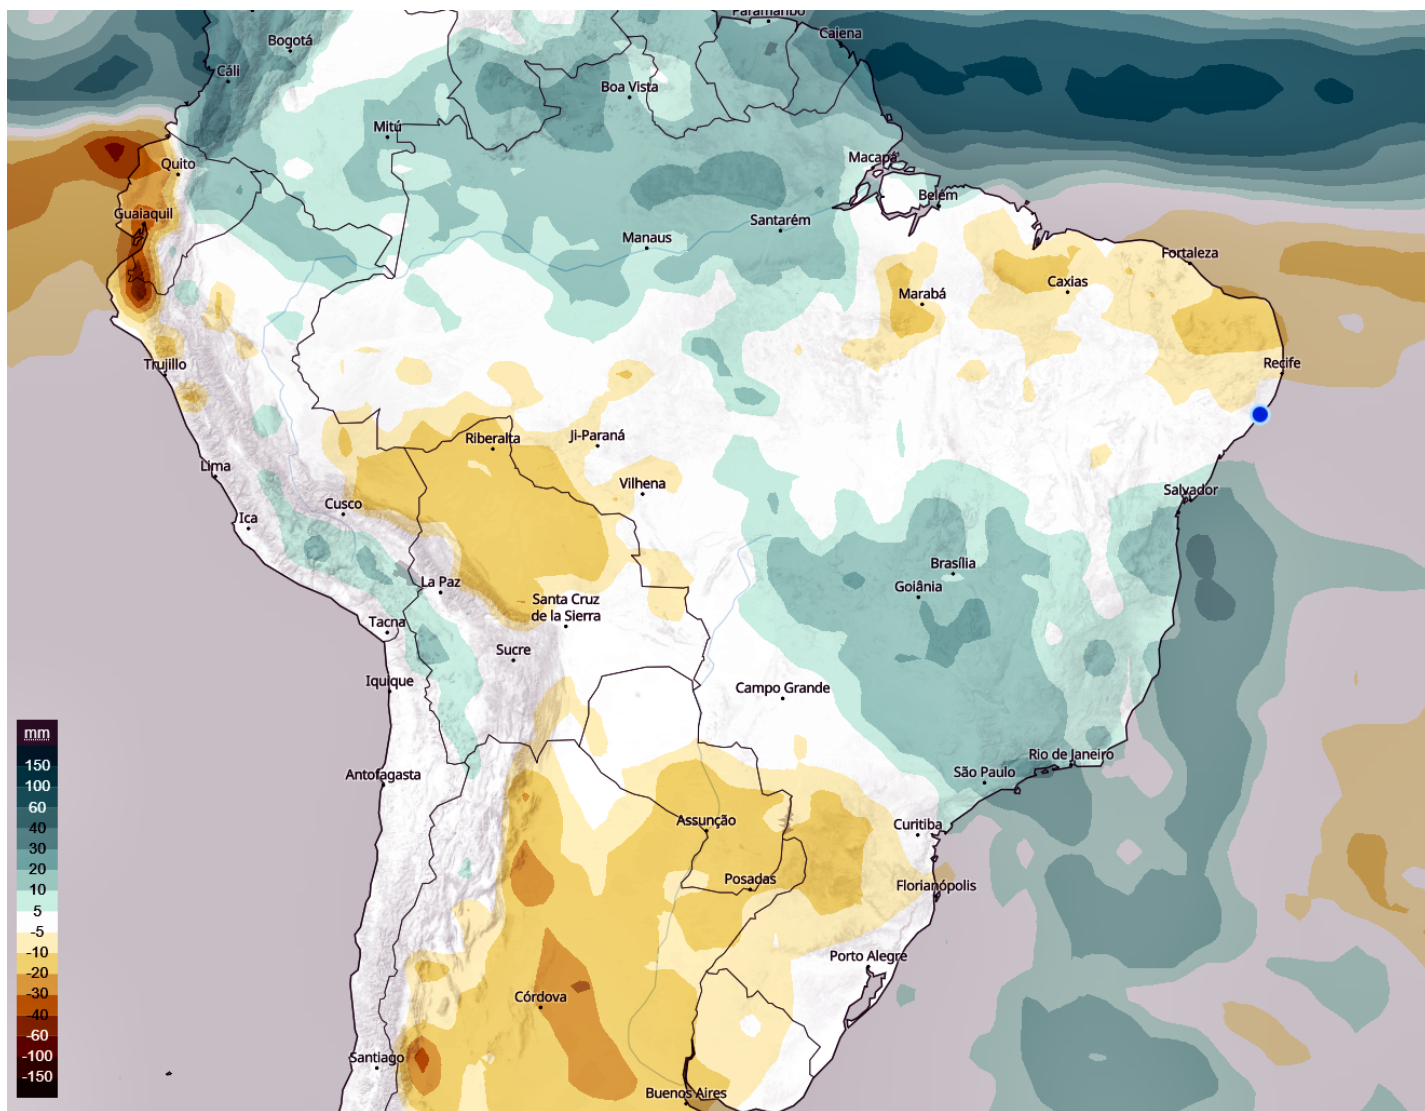 Paramaribo
Bogotá
Caiena
Cáli
Boa Vista
Mitú
Macapá
Quito
Belém
Guaiaquil
Santarém
Manaus
Fortaleza
Marabá
Caxias
Trujillo
Recife
Riberalta
Ji-Paraná
Lima
Vilhena
Salvador
Cusco
Ica
Brasília
La Paz
Goiânia
Santa Cruz
de la Sierra
Tacna
Sucre
Iquique
Campo Grande
Antofagasta
Rio de Janeiro
São Paulo
Assunção
Curitiba
Posadas
Florianópolis
Porto Alegre
Córdova
Santiago
Buenos Aires
mm
150
100
60
40
30
20
10
5
-5
-10
-20
-30
-40
-60
-100
-150